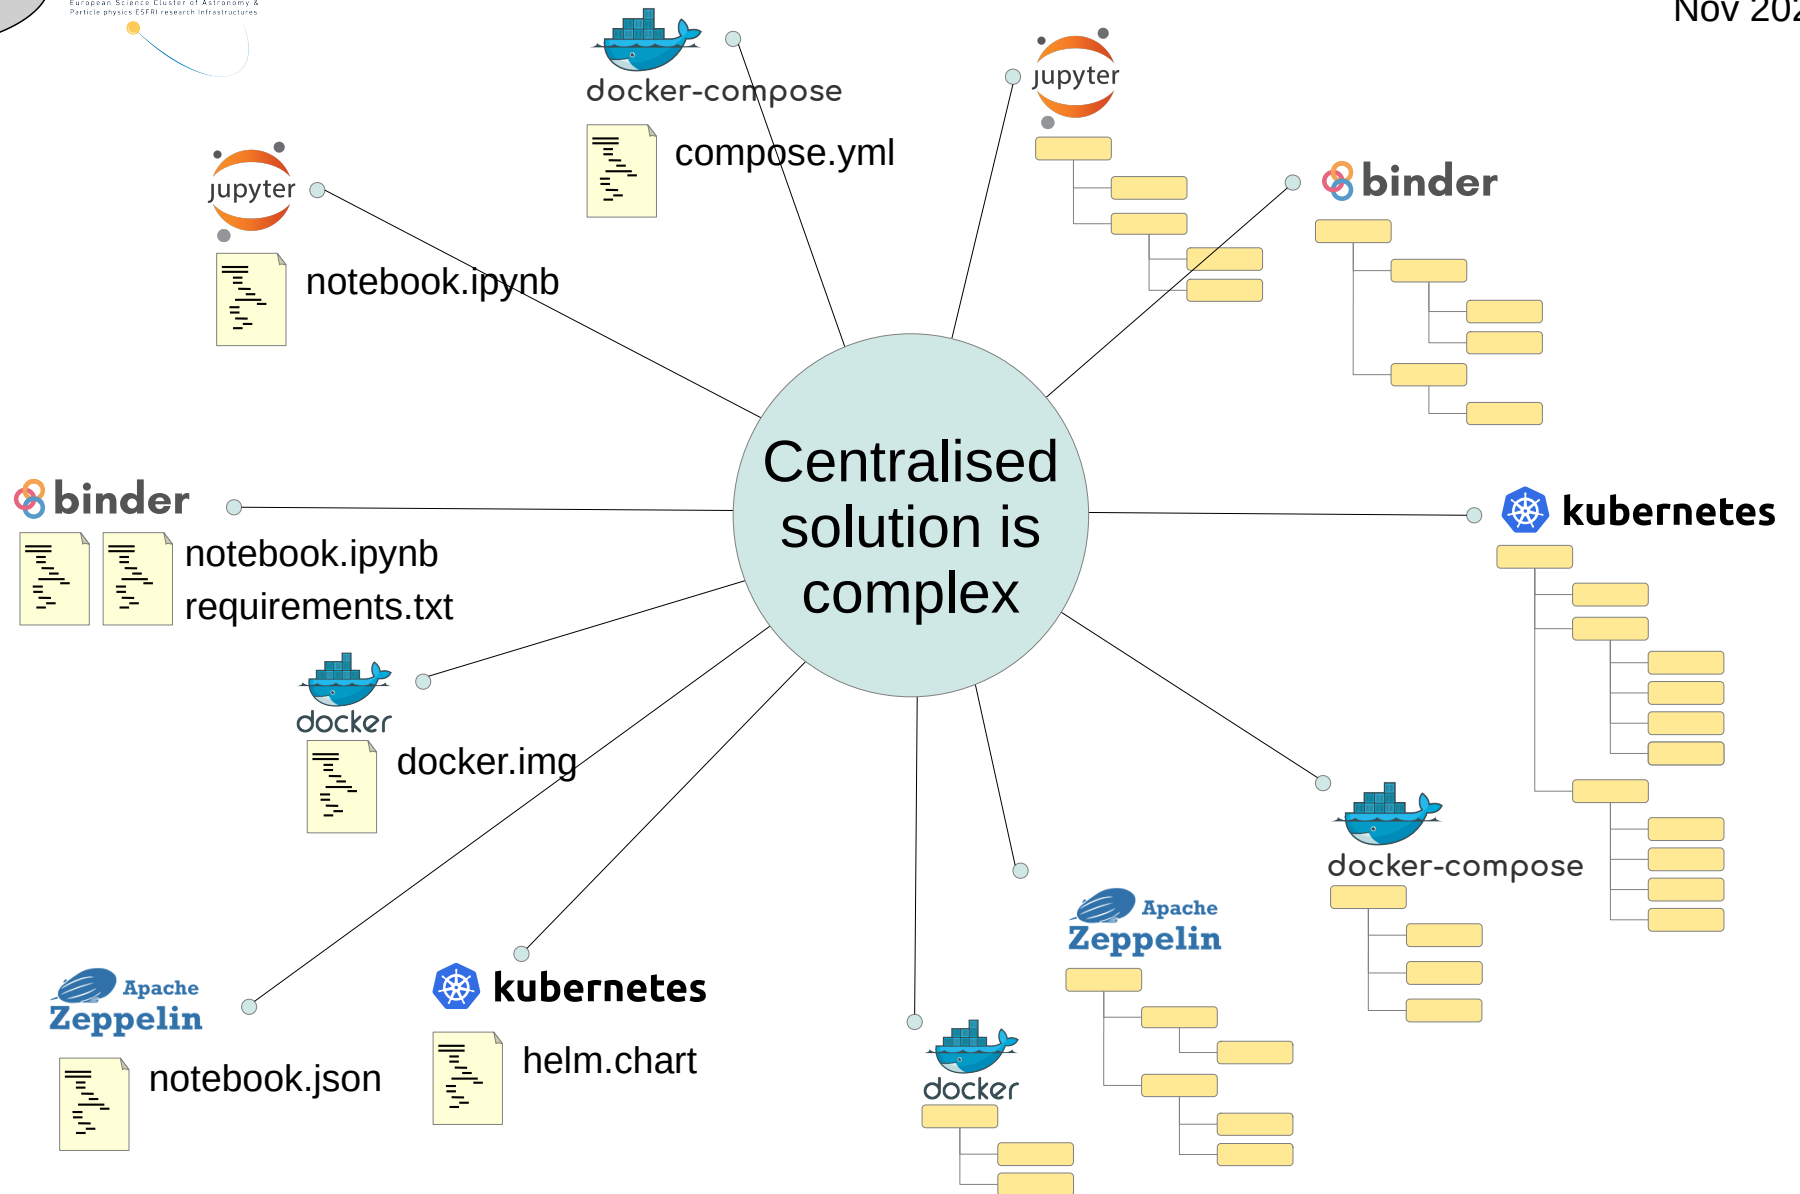 European Science Cluster of Astronomy &
Particle physics ESFRI research Infrastructures
Nov 202
docker-compose
compose.yml
jupyter
jupyter
notebook.ipynb
binder
Centralised
solution is
complex
binder
notebook.ipynb
requirements.txt
kubernetes
docker
docker.img
docker-compose
Apache
Zeppelin
Apache
Zeppelin
notebook.json
kubernetes
helm.chart
docker